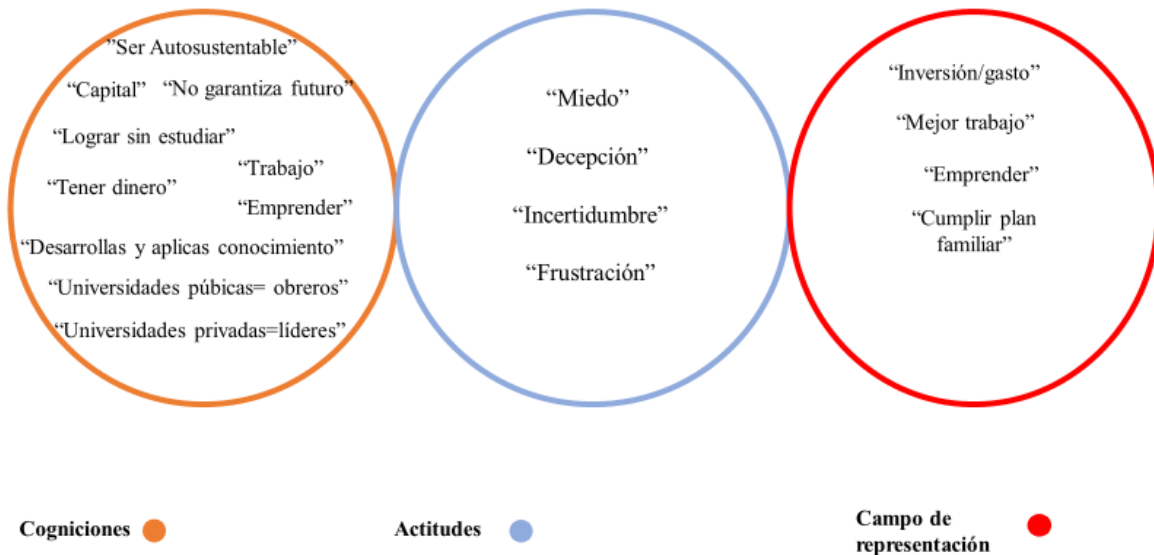 ”Ser Autosustentable”
“Capital”
“No garantiza futuro”
“Lograr sin estudiar”
“Trabajo”
“Tener dinero”
“Emprender”
“Desarrollas y aplicas conocimiento”
“Universidades púbicas= obreros”
“Universidades privadas=líderes”
“Miedo”
“Decepción”
“Incertidumbre”
“Frustración”
“Inversión/gasto”
“Mejor trabajo”
“Emprender”
“Cumplir plan
familiar”
Cogniciones
Actitudes
Campo de
representación